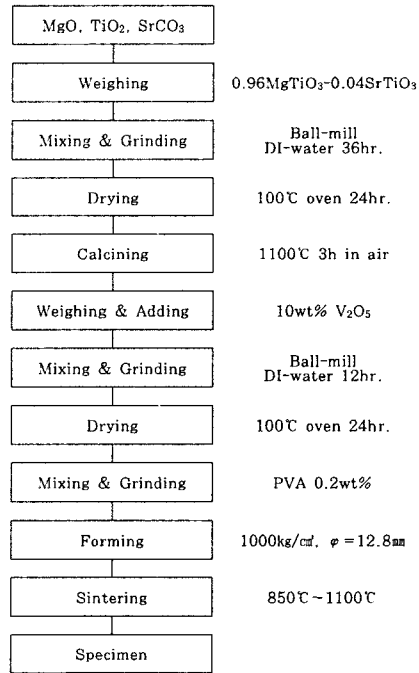 MgO, TiO₂, SrCO₃
Weighing 0.96MgTiO₃-0.04SrTiO₃
Mixing & Grinding Ball-mill
DI-water 36hr.
Drying 100℃ oven 24hr.
Calcining 1100℃ 3h in air
Weighing & Adding 10wt% V₂O₅
Mixing & Grinding Ball-mill
DI-water 12hr.
Drying 100℃ oven 24hr.
Mixing & Grinding PVA 0.2wt%
Forming 1000kg/㎠, φ=12.8㎜
Sintering 850℃~1100℃
Specimen